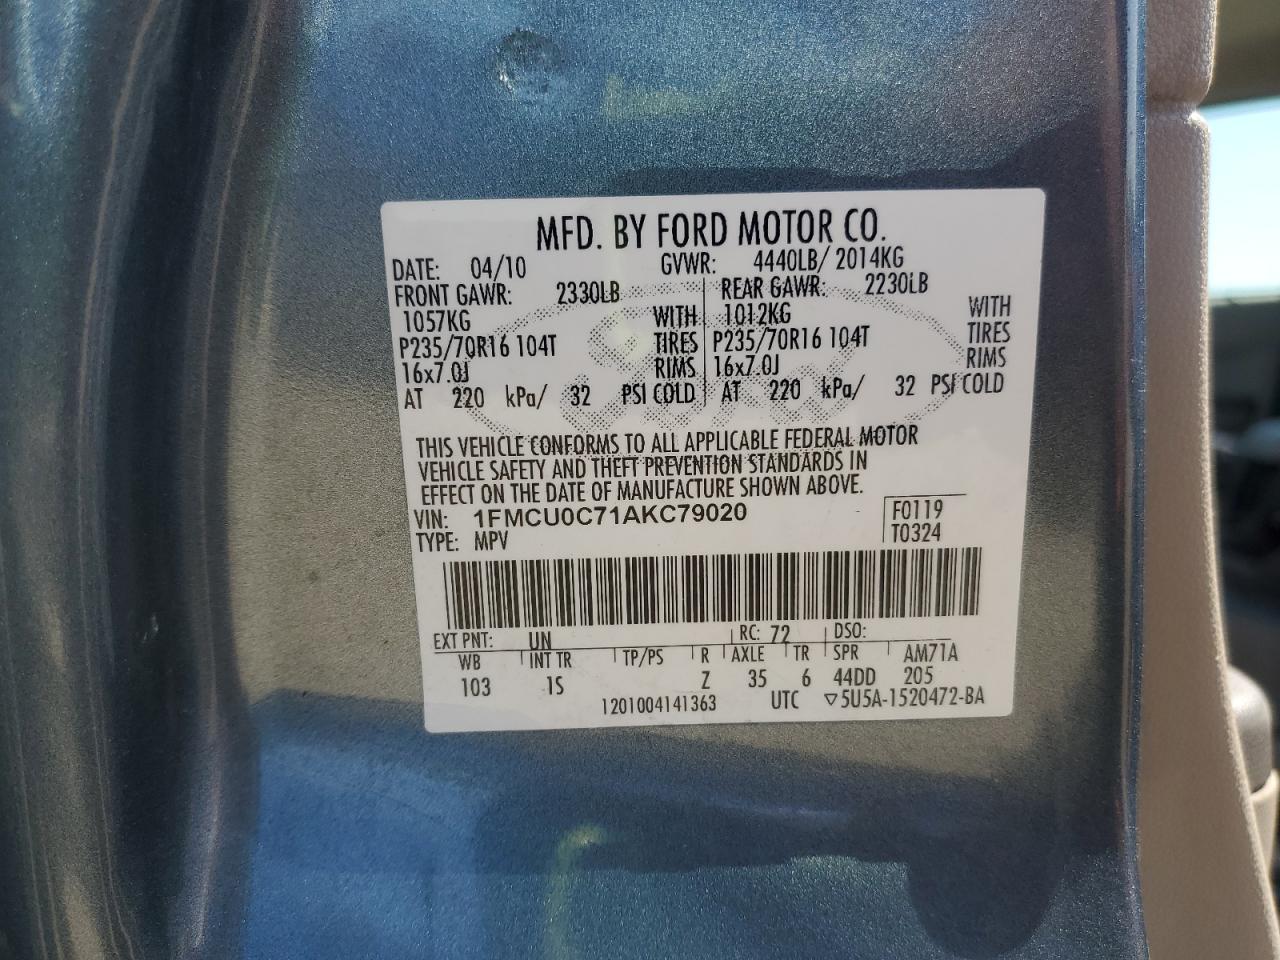 MFD. BY FORD MOTOR CO.
DATE: 04/10 GVWR: 4440LB/ 2014KG
FRONT GAWR: 2330LB REAR GAWR: 2230LB
1057KG WITH 1012KG WITH
P235/70R16 104T TIRES P235/70R16 104T TIRES
16x7.0J RIMS 16x7.0J RIMS
AT 220 kPa/ 32 PSI COLD AT 220 kPa/ 32 PSI COLD
THIS VEHICLE CONFORMS TO ALL APPLICABLE FEDERAL MOTOR
VEHICLE SAFETY AND THEFT PREVENTION STANDARDS IN
EFFECT ON THE DATE OF MANUFACTURE SHOWN ABOVE.
VIN: 1FMCU0C71AKC79020 F0119
TYPE: MPV T0324
EXT PNT: UN RC: 72 DSO:
WB INT TR TP/PS R AXLE TR SPR AM71A
103 1S Z 35 6 44DD 205
1201004141363 UTC ▽5U5A-1520472-BA